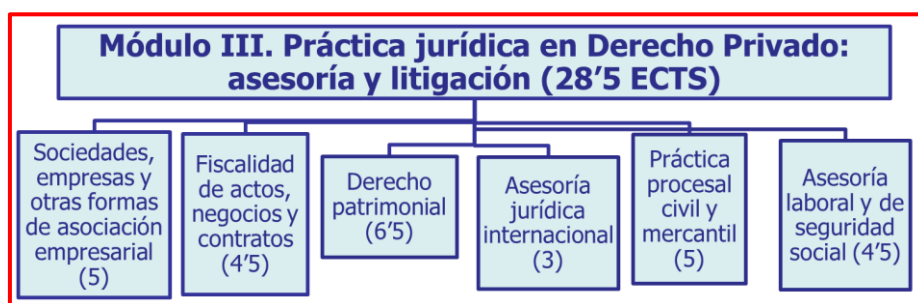 Módulo III. Práctica jurídica en Derecho Privado:
asesoría y litigación (28'5 ECTS)
Sociedades,
empresas y
otras formas
de asociación
empresarial
(5)
Fiscalidad
de actos,
negocios y
contratos
(4'5)
Derecho
patrimonial
(6'5)
Asesoría
jurídica
internacional
(3)
Práctica
procesal
civil y
mercantil
(5)
Asesoría
laboral y de
seguridad
social (4'5)